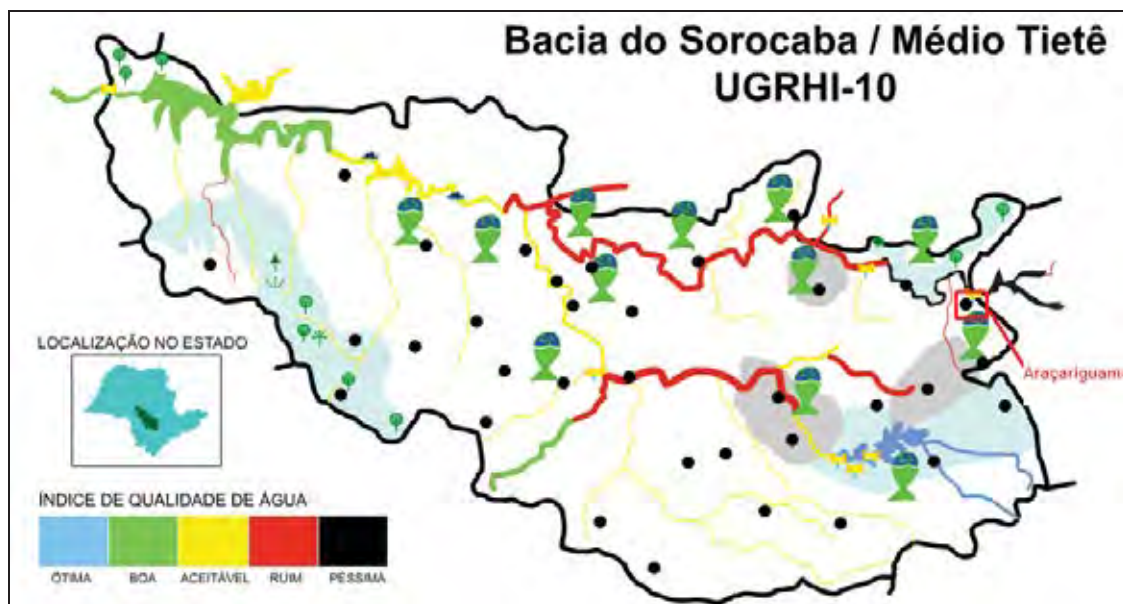 Bacia do Sorocaba / Médio Tietê
UGRHI-10
Araçariguama
LOCALIZAÇÃO NO ESTADO
ÍNDICE DE QUALIDADE DE ÁGUA
ÓTIMA BOA ACEITÁVEL RUIM PÉSSIMA